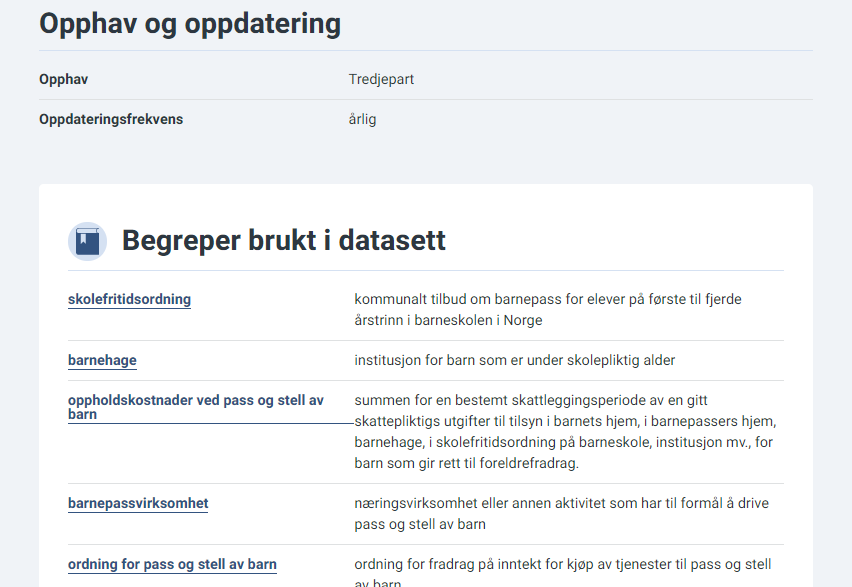 Opphav og oppdatering
Opphav Tredjepart
Oppdateringsfrekvens årlig
Begreper brukt i datasett
skolefritidsordning kommunalt tilbud om barnepass for elever på første til fjerde
årstrinn i barneskolen i Norge
barnehage institusjon for barn som er under skolepliktig alder
oppholdskostnader ved pass og stell av
barn
summen for en bestemt skattleggingsperiode av en gitt
skattepliktigs utgifter til tilsyn i barnets hjem, i barnepassers hjem,
barnehage, i skolefritidsordning på barneskole, institusjon mv., for
barn som gir rett til foreldrefradrag.
barnepassvirksomhet næringsvirksomhet eller annen aktivitet som har til formål å drive
pass og stell av barn
ordning for pass og stell av barn ordning for fradrag på inntekt for kjøp av tjenester til pass og stell
av barn